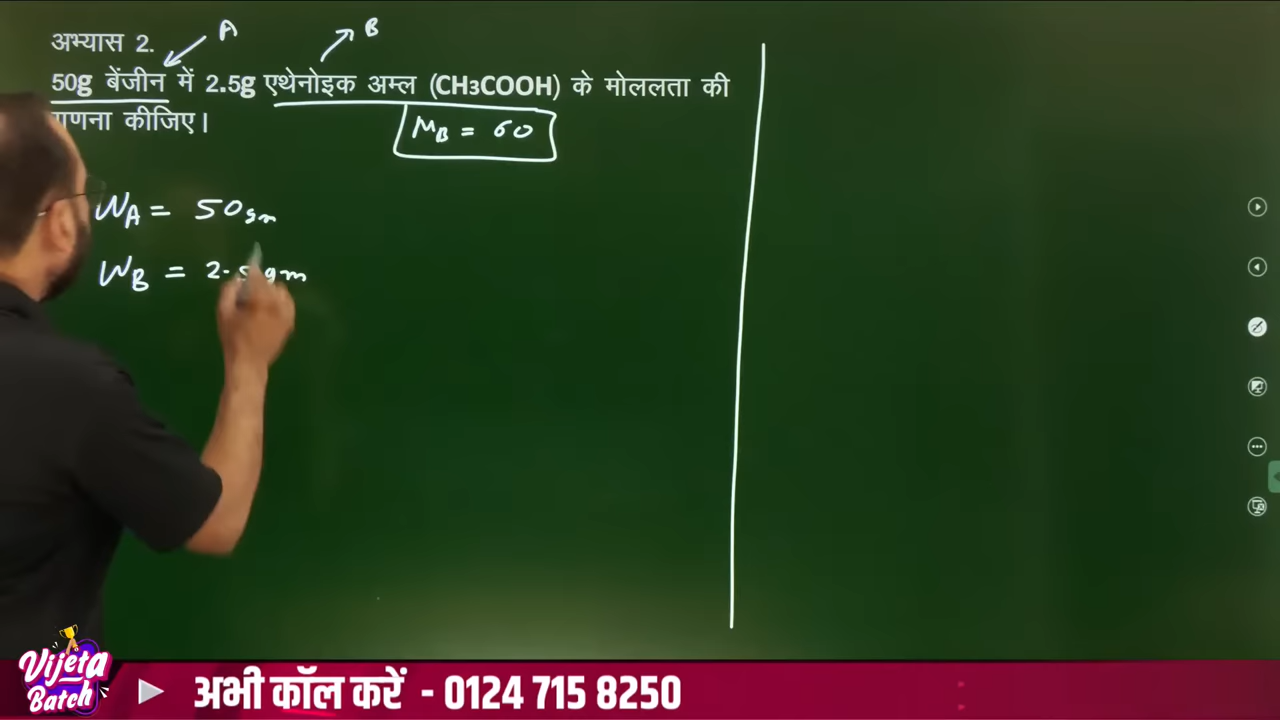 अभ्यास 2.
A
B
50g बेंजीन में 2.5g एथेनोइक अम्ल (CH₃COOH) के मोललता की
गणना कीजिए।
M_B = 60
W_A = 50gm
W_B = 2.5gm
Vijeta
Batch
अभी कॉल करें - 0124 715 8250